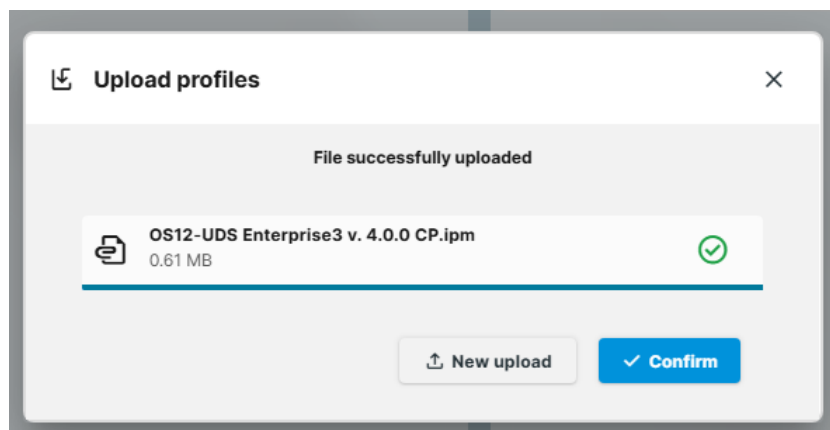 Upload profiles
File successfully uploaded
OS12-UDS Enterprise3 v. 4.0.0 CP.ipm
0.61 MB
New upload
Confirm